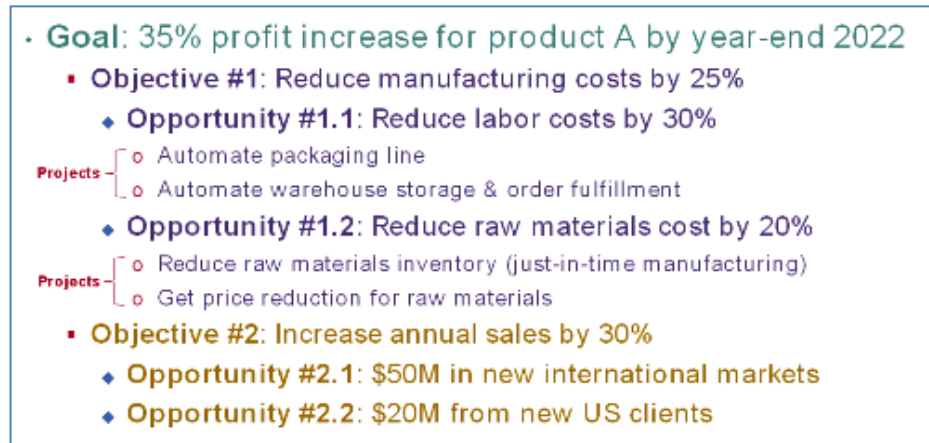 Goal: 35% profit increase for product A by year-end 2022
Objective #1: Reduce manufacturing costs by 25%
Opportunity #1.1: Reduce labor costs by 30%
Projects
Automate packaging line
Automate warehouse storage & order fulfillment
Opportunity #1.2: Reduce raw materials cost by 20%
Projects
Reduce raw materials inventory (just-in-time manufacturing)
Get price reduction for raw materials
Objective #2: Increase annual sales by 30%
Opportunity #2.1: $50M in new international markets
Opportunity #2.2: $20M from new US clients